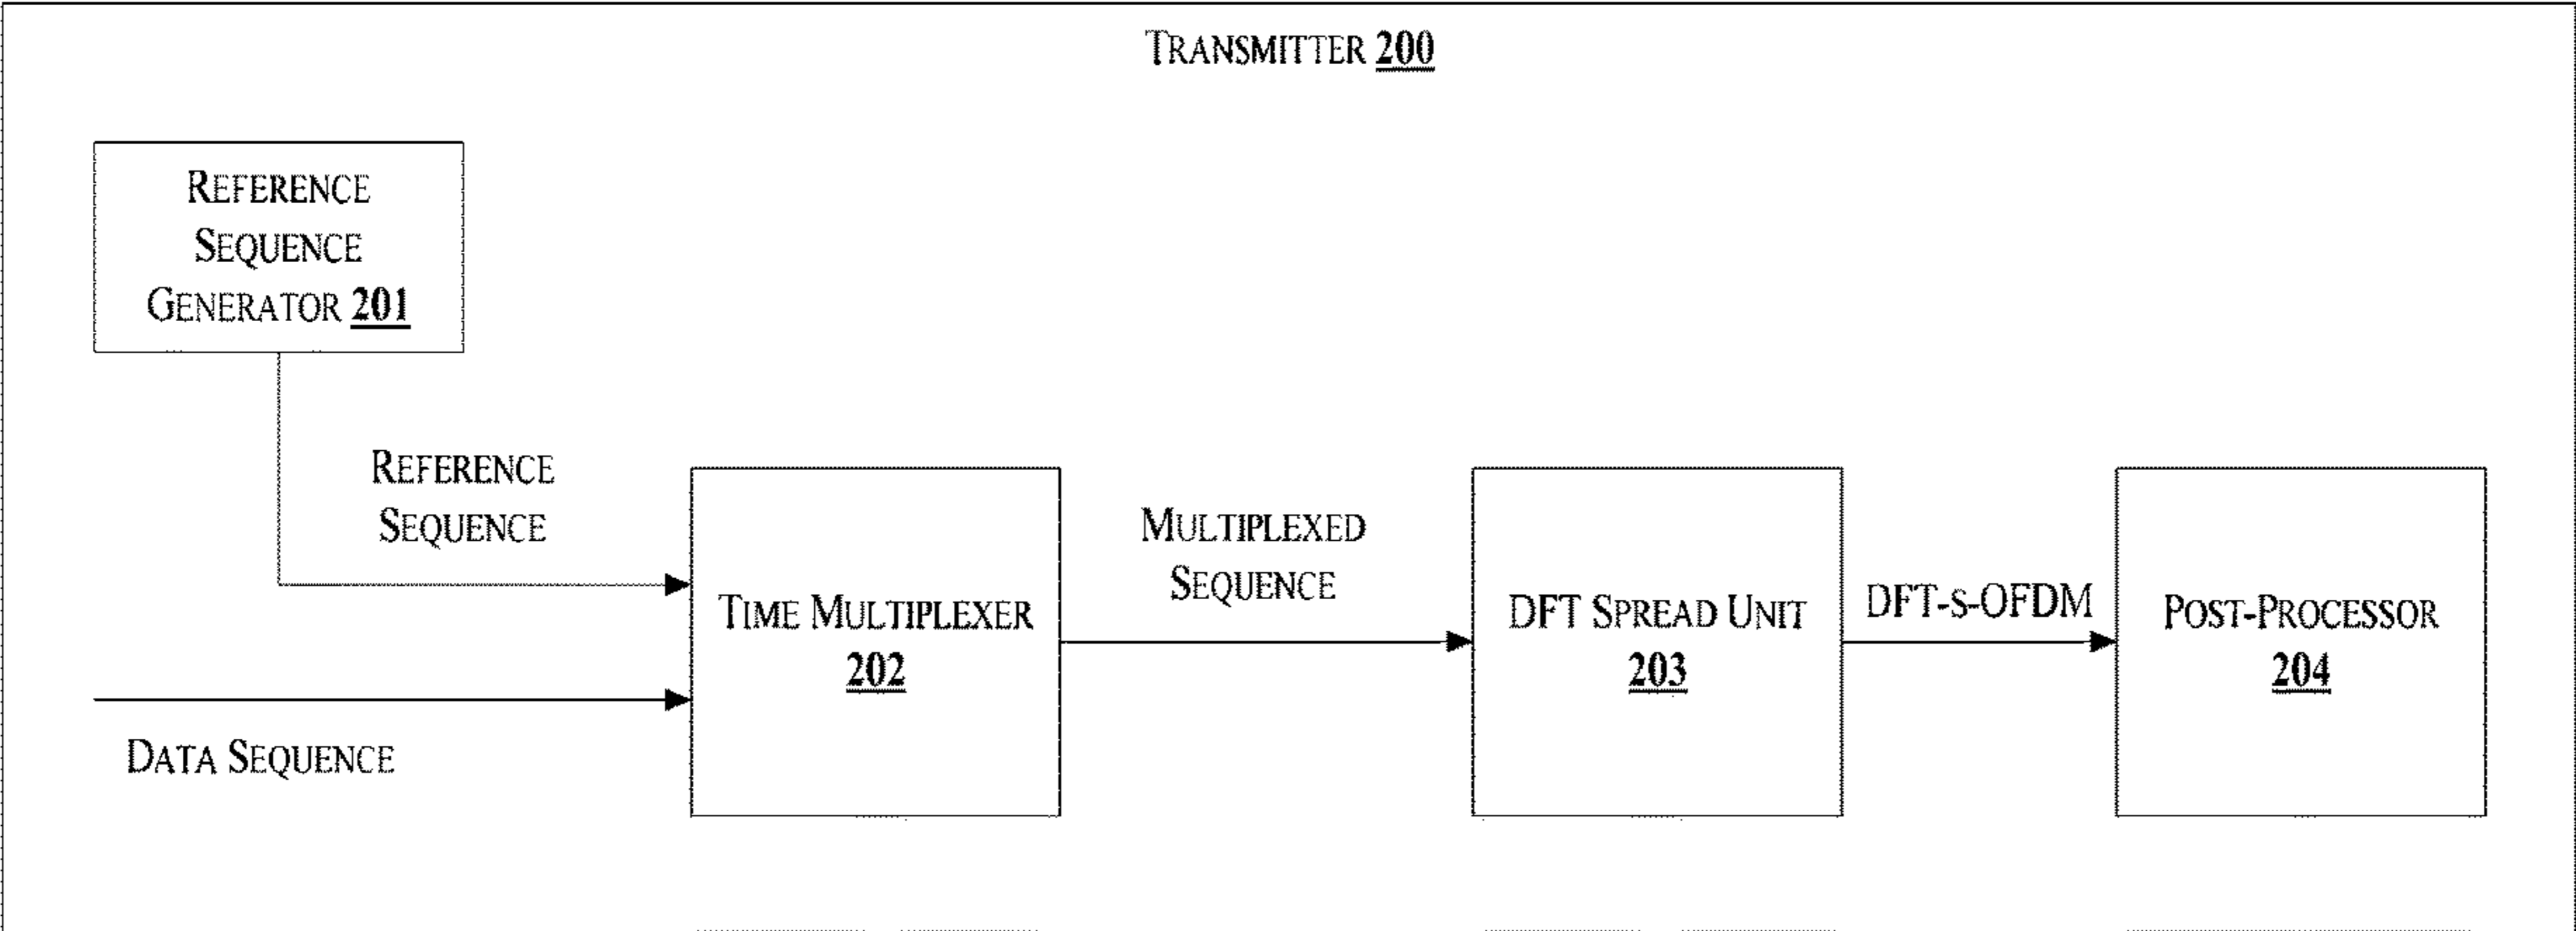 TRANSMITTER 200
REFERENCE
SEQUENCE
GENERATOR 201
REFERENCE
SEQUENCE
MULTIPLEXED
SEQUENCE
TIME MULTIPLEXER
202
DFT SPREAD UNIT
203
DFT-S-OFDM
POST-PROCESSOR
204
DATA SEQUENCE